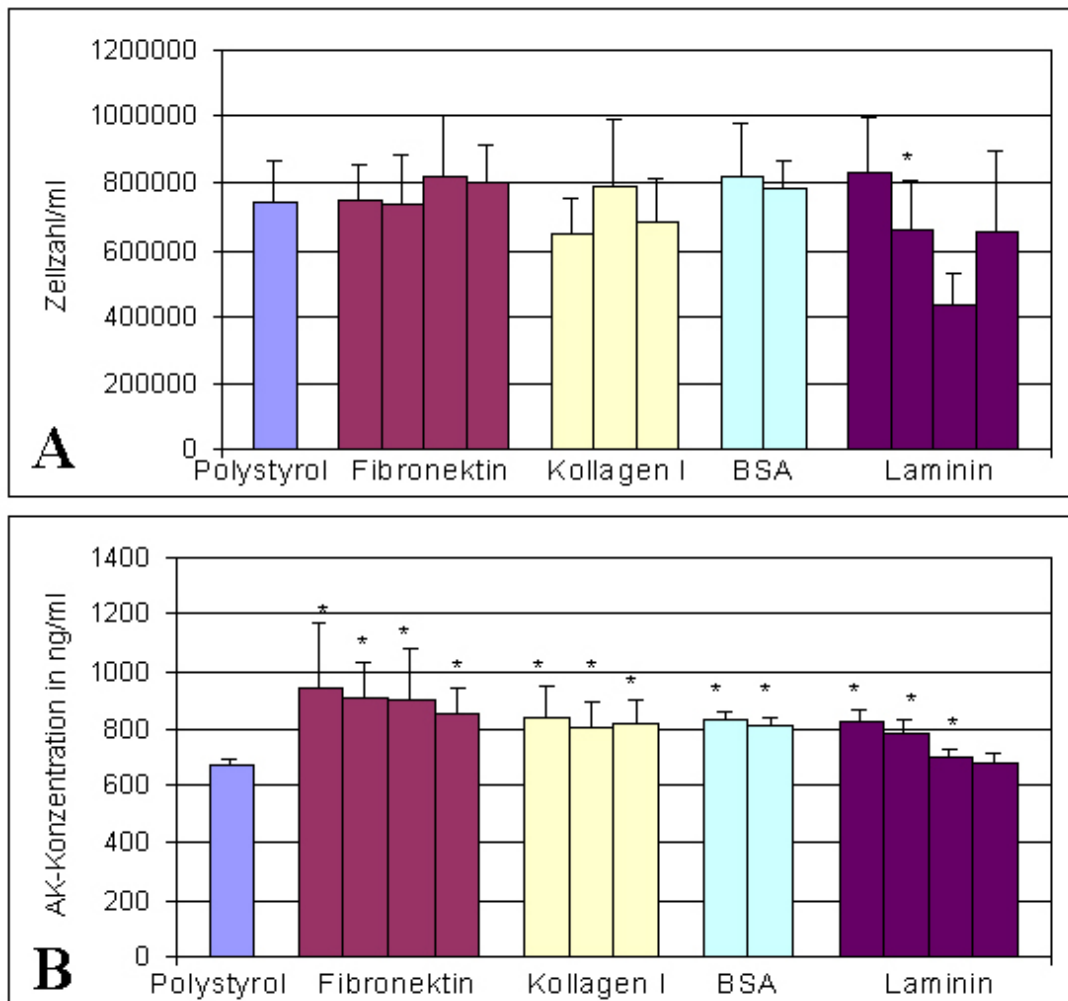 1200000
1000000
800000
600000
400000
200000
0
Zellzahl/ml
*
A
Polystyrol Fibronektin Kollagen I BSA Laminin
1400
1200
1000
800
600
400
200
0
AK-Konzentration in ng/ml
* * * * * * * * * * * *
B
Polystyrol Fibronektin Kollagen I BSA Laminin